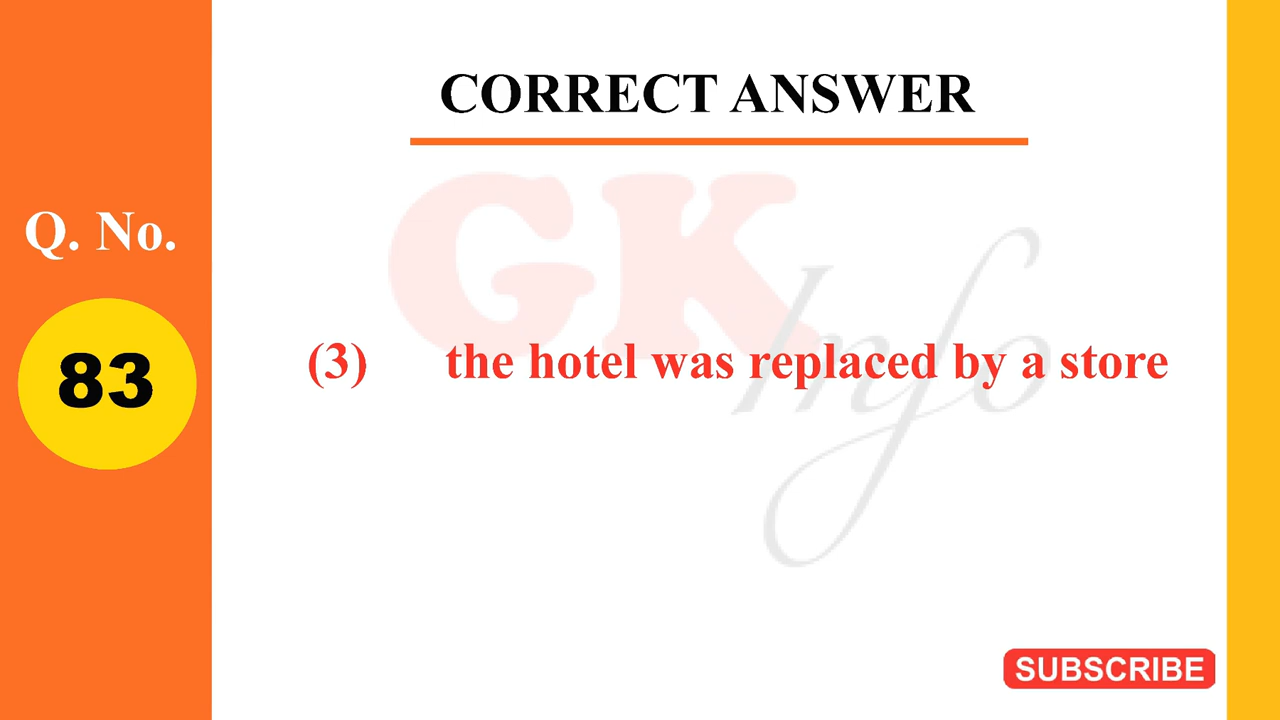 CORRECT ANSWER
GK
Info
Q. No.
83
(3) the hotel was replaced by a store
SUBSCRIBE